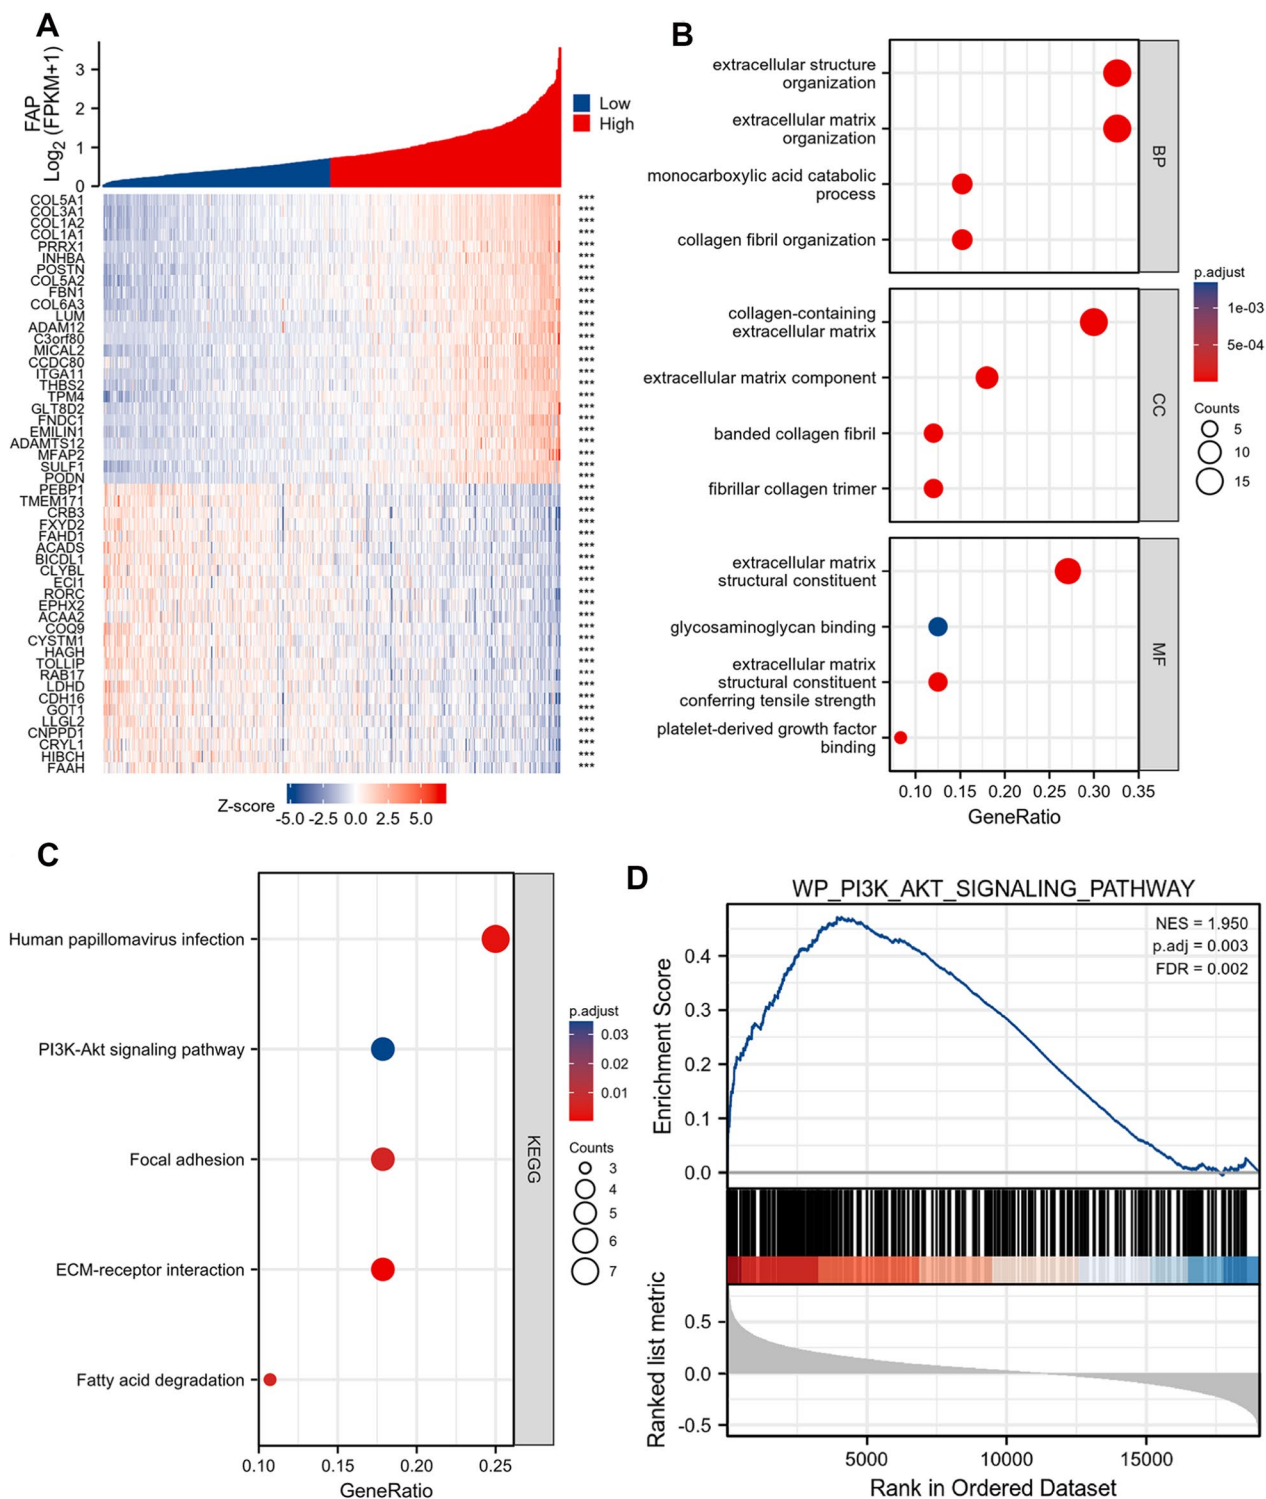 A
FAP
Log2 (FPKM+1)
3
2
1
0
Low
High
COL5A1 ***
COL3A1 ***
COL1A2 ***
COL1A1 ***
PRRX1 ***
INHBA ***
POSTN ***
COL5A2 ***
FBN1 ***
COL6A3 ***
LUM ***
ADAM12 ***
C3orf80 ***
MICAL2 ***
CCDC80 ***
ITGA11 ***
THBS2 ***
TPM4 ***
GLT8D2 ***
FNDC1 ***
EMILIN1 ***
ADAMTS12 ***
MFAP2 ***
SULF1 ***
PODN ***
PEBP1 ***
TMEM171 ***
CRB3 ***
FXYD2 ***
FAHD1 ***
ACADS ***
BICDL1 ***
CLYBL ***
ECI1 ***
RORC ***
EPHX2 ***
ACAA2 ***
COQ9 ***
CYSTM1 ***
HAGH ***
TOLLIP ***
RAB17 ***
LDHD ***
CDH16 ***
GOT1 ***
LLGL2 ***
CNPPD1 ***
CRYL1 ***
HIBCH ***
FAAH ***
Z-score
-5.0 -2.5 0.0 2.5 5.0
B
extracellular structure
organization
extracellular matrix
organization
monocarboxylic acid catabolic
process
collagen fibril organization
BP
collagen-containing
extracellular matrix
extracellular matrix component
banded collagen fibril
fibrillar collagen trimer
CC
extracellular matrix
structural constituent
glycosaminoglycan binding
extracellular matrix
structural constituent
conferring tensile strength
platelet-derived growth factor
binding
MF
0.10 0.15 0.20 0.25 0.30 0.35
GeneRatio
p.adjust
1e-03
5e-04
Counts
5
10
15
C
Human papillomavirus infection
PI3K-Akt signaling pathway
Focal adhesion
ECM-receptor interaction
Fatty acid degradation
KEGG
0.10 0.15 0.20 0.25
GeneRatio
p.adjust
0.03
0.02
0.01
Counts
3
4
5
6
7
D
WP_PI3K_AKT_SIGNALING_PATHWAY
NES = 1.950
p.adj = 0.003
FDR = 0.002
Enrichment Score
0.4
0.3
0.2
0.1
0.0
Ranked list metric
0.5
0.0
-0.5
5000 10000 15000
Rank in Ordered Dataset